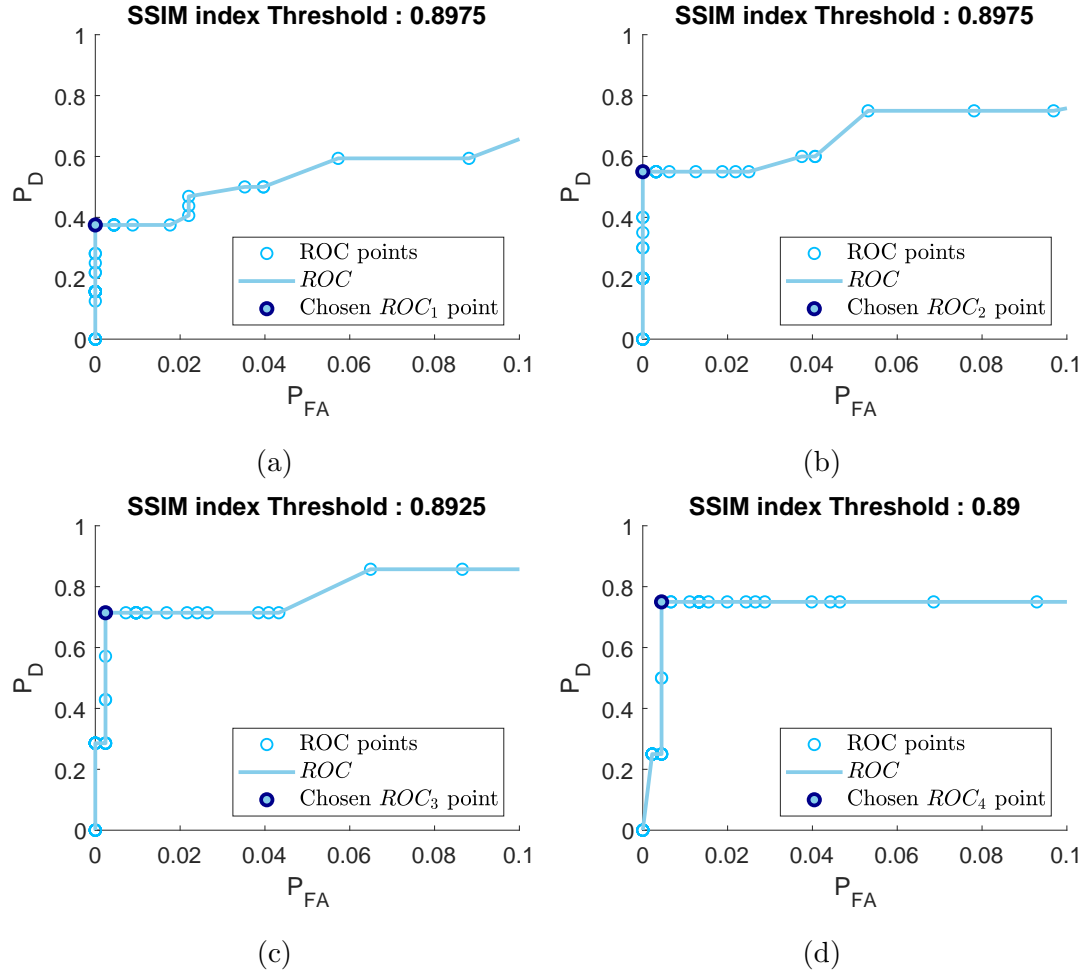 SSIM index Threshold : 0.8975
1
0.8
0.6
0.4
0.2
0
P_D
ROC points
ROC
Chosen ROC_1 point
0 0.02 0.04 0.06 0.08 0.1
P_FA
(a)
SSIM index Threshold : 0.8975
1
0.8
0.6
0.4
0.2
0
P_D
ROC points
ROC
Chosen ROC_2 point
0 0.02 0.04 0.06 0.08 0.1
P_FA
(b)
SSIM index Threshold : 0.8925
1
0.8
0.6
0.4
0.2
0
P_D
ROC points
ROC
Chosen ROC_3 point
0 0.02 0.04 0.06 0.08 0.1
P_FA
(c)
SSIM index Threshold : 0.89
1
0.8
0.6
0.4
0.2
0
P_D
ROC points
ROC
Chosen ROC_4 point
0 0.02 0.04 0.06 0.08 0.1
P_FA
(d)